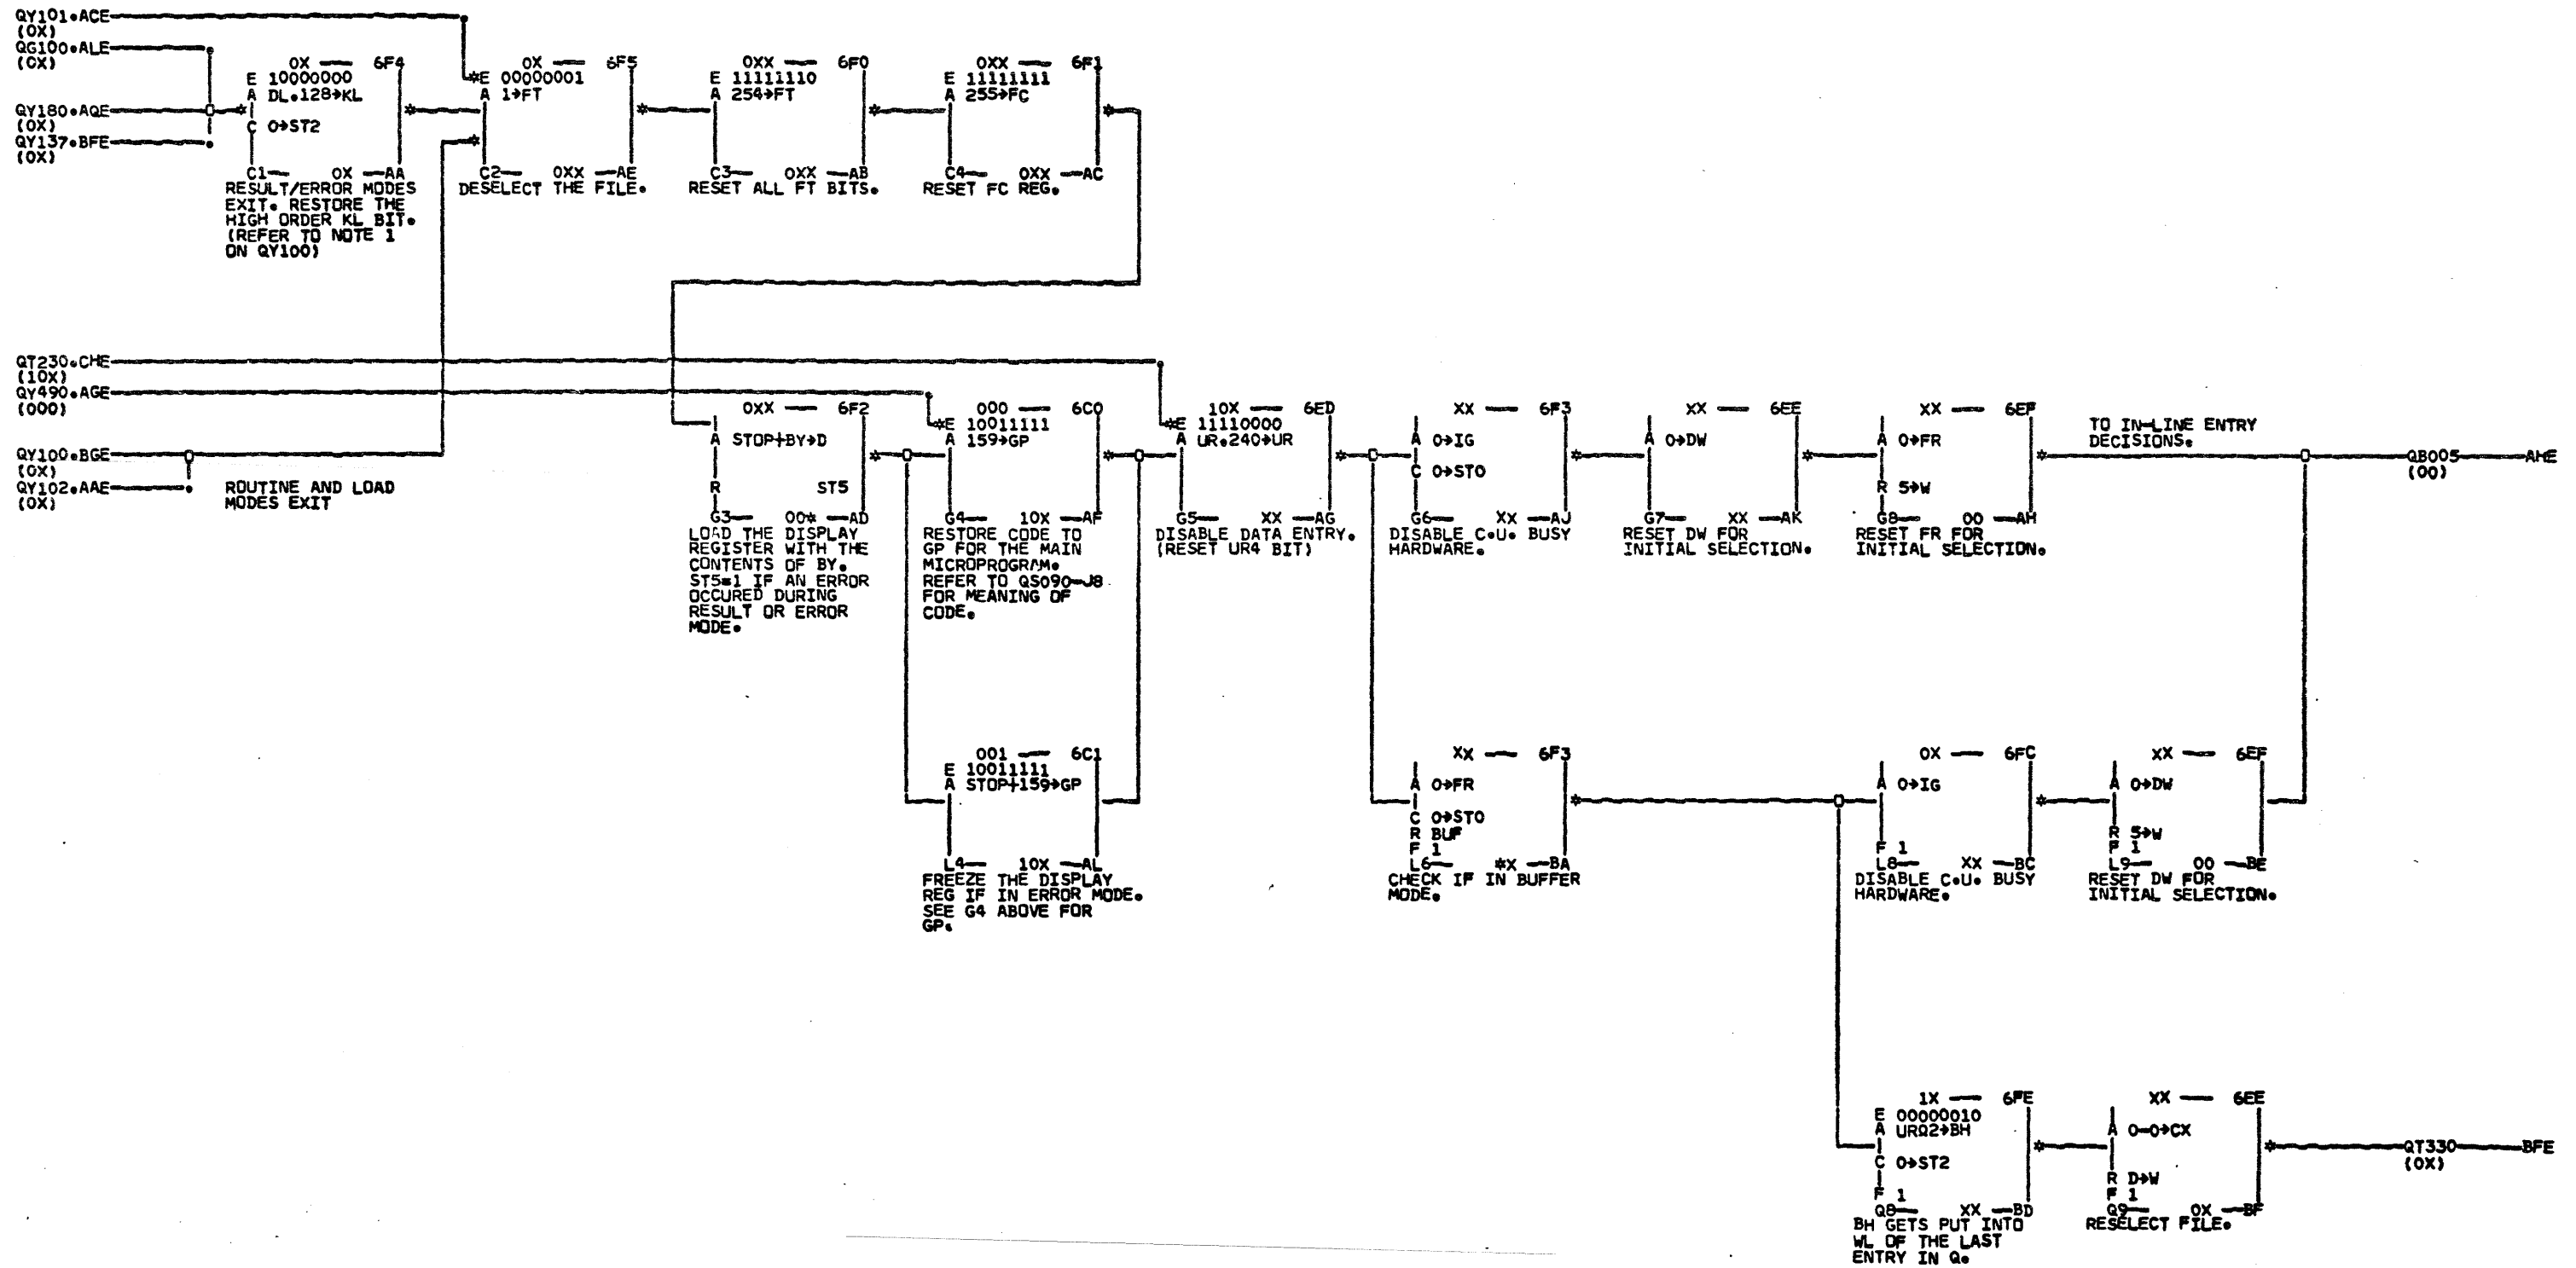 QY101.ACE
(0X)
QG100.ALE
(0X)
QY180.AQE
(0X)
QY137.BFE
(0X)
0X — 6F4
E 10000000
A DL.128→KL
C 0→ST2
C1— 0X —AA
RESULT/ERROR MODES
EXIT. RESTORE THE
HIGH ORDER KL BIT.
(REFER TO NOTE 1
ON QY100)
0X — 6F5
*E 00000001
A 1→FT
C2— 0XX —AE
DESELECT THE FILE.
0XX — 6F0
E 11111110
A 254→FT
C3— 0XX —AB
RESET ALL FT BITS.
0XX — 6F1
E 11111111
A 255→FC
C4— 0XX —AC
RESET FC REG.
QT230.CHE
(10X)
QY490.AGE
(000)
QY100.BGE
(0X)
QY102.AAE
(0X)
ROUTINE AND LOAD
MODES EXIT
0XX — 6F2
A STOP+BY→D
R ST5
G3— 00* —AD
LOAD THE DISPLAY
REGISTER WITH THE
CONTENTS OF BY.
ST5=1 IF AN ERROR
OCCURED DURING
RESULT OR ERROR
MODE.
000 — 6C0
*E 10011111
A 159→GP
G4— 10X —AF
RESTORE CODE TO
GP FOR THE MAIN
MICROPROGRAM.
REFER TO QS090—J8
FOR MEANING OF
CODE.
10X — 6ED
*E 11110000
A UR.240→UR
G5— XX —AG
DISABLE DATA ENTRY.
(RESET UR4 BIT)
XX — 6F3
A 0→IG
C 0→ST0
G6— XX —AJ
DISABLE C.U. BUSY
HARDWARE.
XX — 6EE
A 0→DW
G7— XX —AK
RESET DW FOR
INITIAL SELECTION.
XX — 6EF
A 0→FR
R 5→W
G8— 00 —AH
RESET FR FOR
INITIAL SELECTION.
TO IN-LINE ENTRY
DECISIONS.
QB005 AHE
(00)
001 — 6C1
E 10011111
A STOP+159→GP
L4— 10X —AL
FREEZE THE DISPLAY
REG IF IN ERROR MODE.
SEE G4 ABOVE FOR
GP.
XX — 6F3
A 0→FR
C 0→ST0
R BUF
F 1
L6— *X —BA
CHECK IF IN BUFFER
MODE.
0X — 6FC
A 0→IG
F 1
L8— XX —BC
DISABLE C.U. BUSY
HARDWARE.
XX — 6EF
A 0→DW
R 5→W
F 1
L9— 00 —BE
RESET DW FOR
INITIAL SELECTION.
1X — 6FE
E 00000010
A URΩ2→BH
C 0→ST2
F 1
Q8— XX —BD
BH GETS PUT INTO
WL OF THE LAST
ENTRY IN Q.
XX — 6EE
A 0—0→CX
R D→W
F 1
Q9— 0X —BF
RESELECT FILE.
QT330 BFE
(0X)